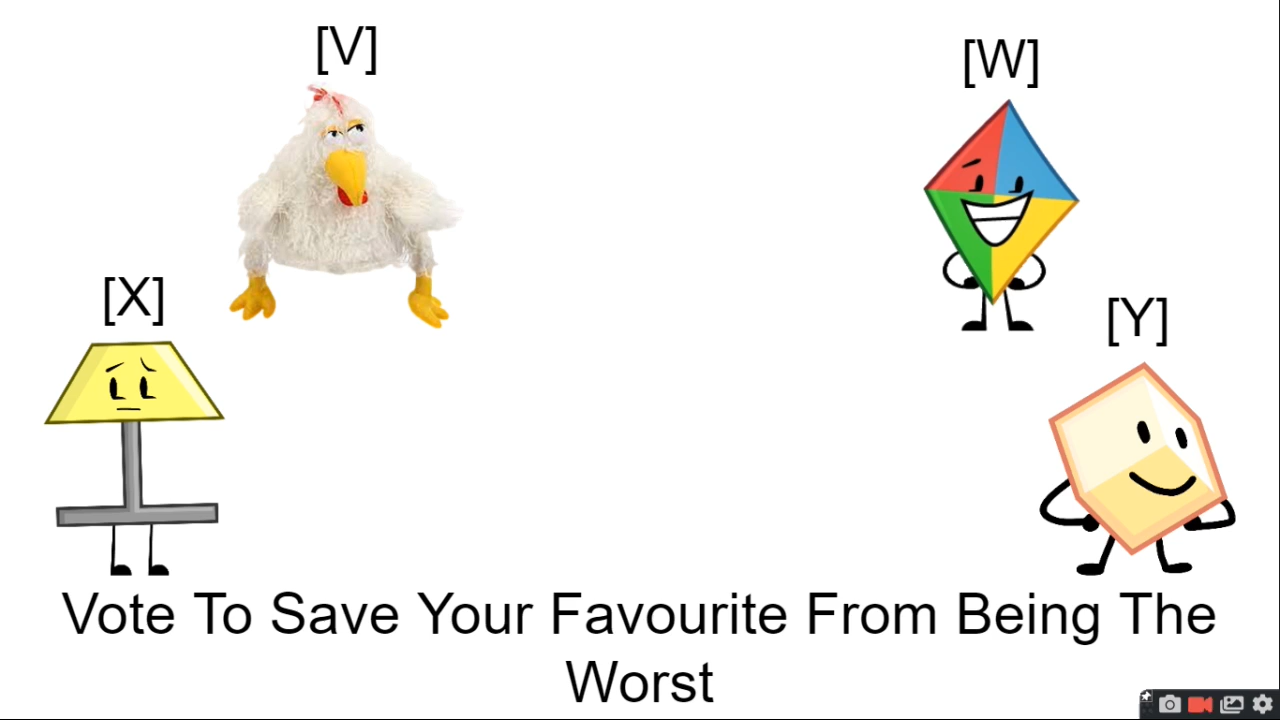 [V]
[W]
[X]
[Y]
Vote To Save Your Favourite From Being The
Worst